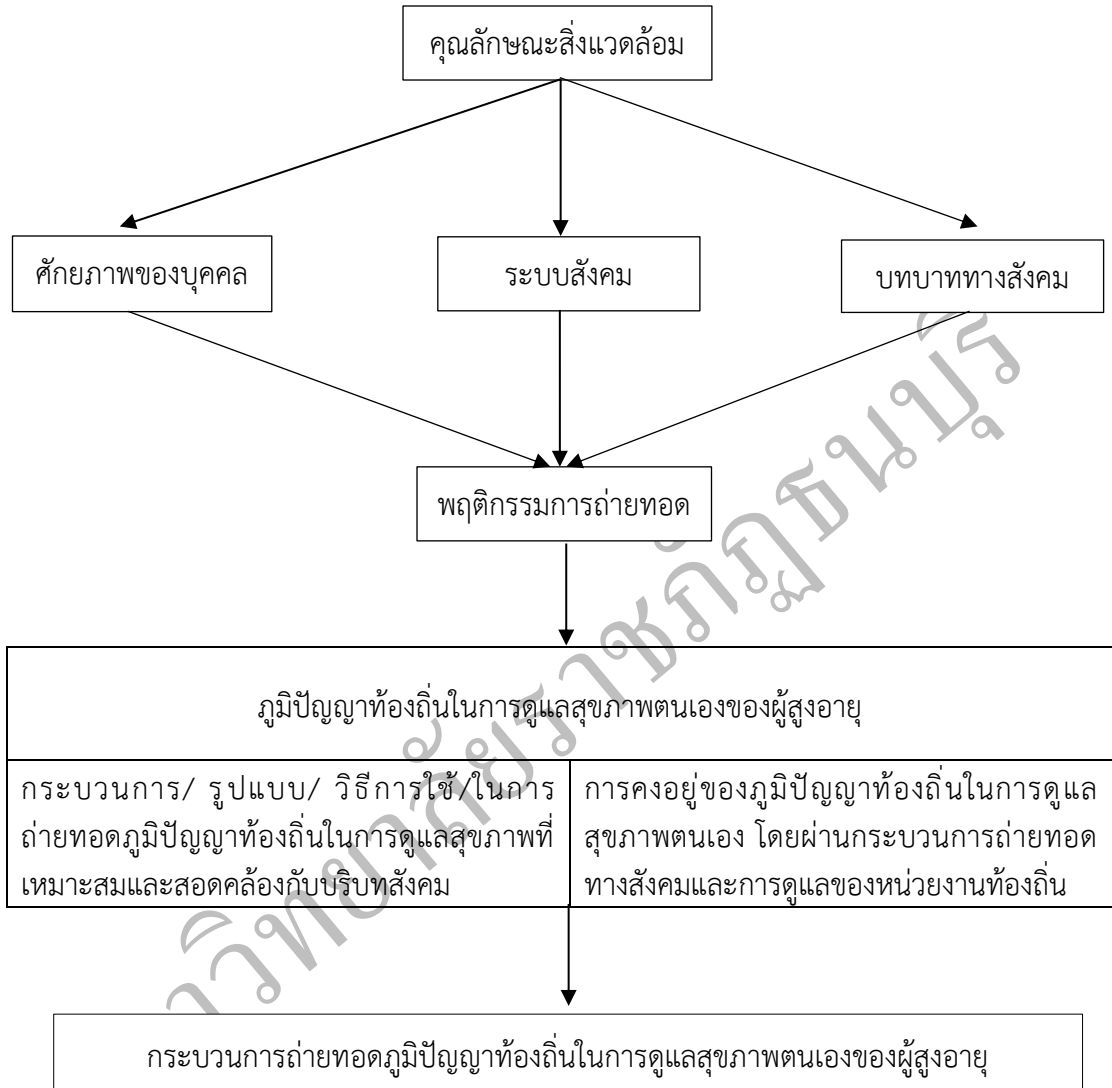 คุณลักษณะสิ่งแวดล้อม
ศักยภาพของบุคคล
ระบบสังคม
บทบาททางสังคม
พฤติกรรมการถ่ายทอด
ภูมิปัญญาท้องถิ่นในการดูแลสุขภาพตนเองของผู้สูงอายุ
กระบวนการ/ รูปแบบ/ วิธีการใช้/ในการ
ถ่ายทอดภูมิปัญญาท้องถิ่นในการดูแลสุขภาพที่
เหมาะสมและสอดคล้องกับบริบทสังคม
การคงอยู่ของภูมิปัญญาท้องถิ่นในการดูแล
สุขภาพตนเอง โดยผ่านกระบวนการถ่ายทอด
ทางสังคมและการดูแลของหน่วยงานท้องถิ่น
กระบวนการถ่ายทอดภูมิปัญญาท้องถิ่นในการดูแลสุขภาพตนเองของผู้สูงอายุ
าวิทยาลัยราชภัฏธนบุรี